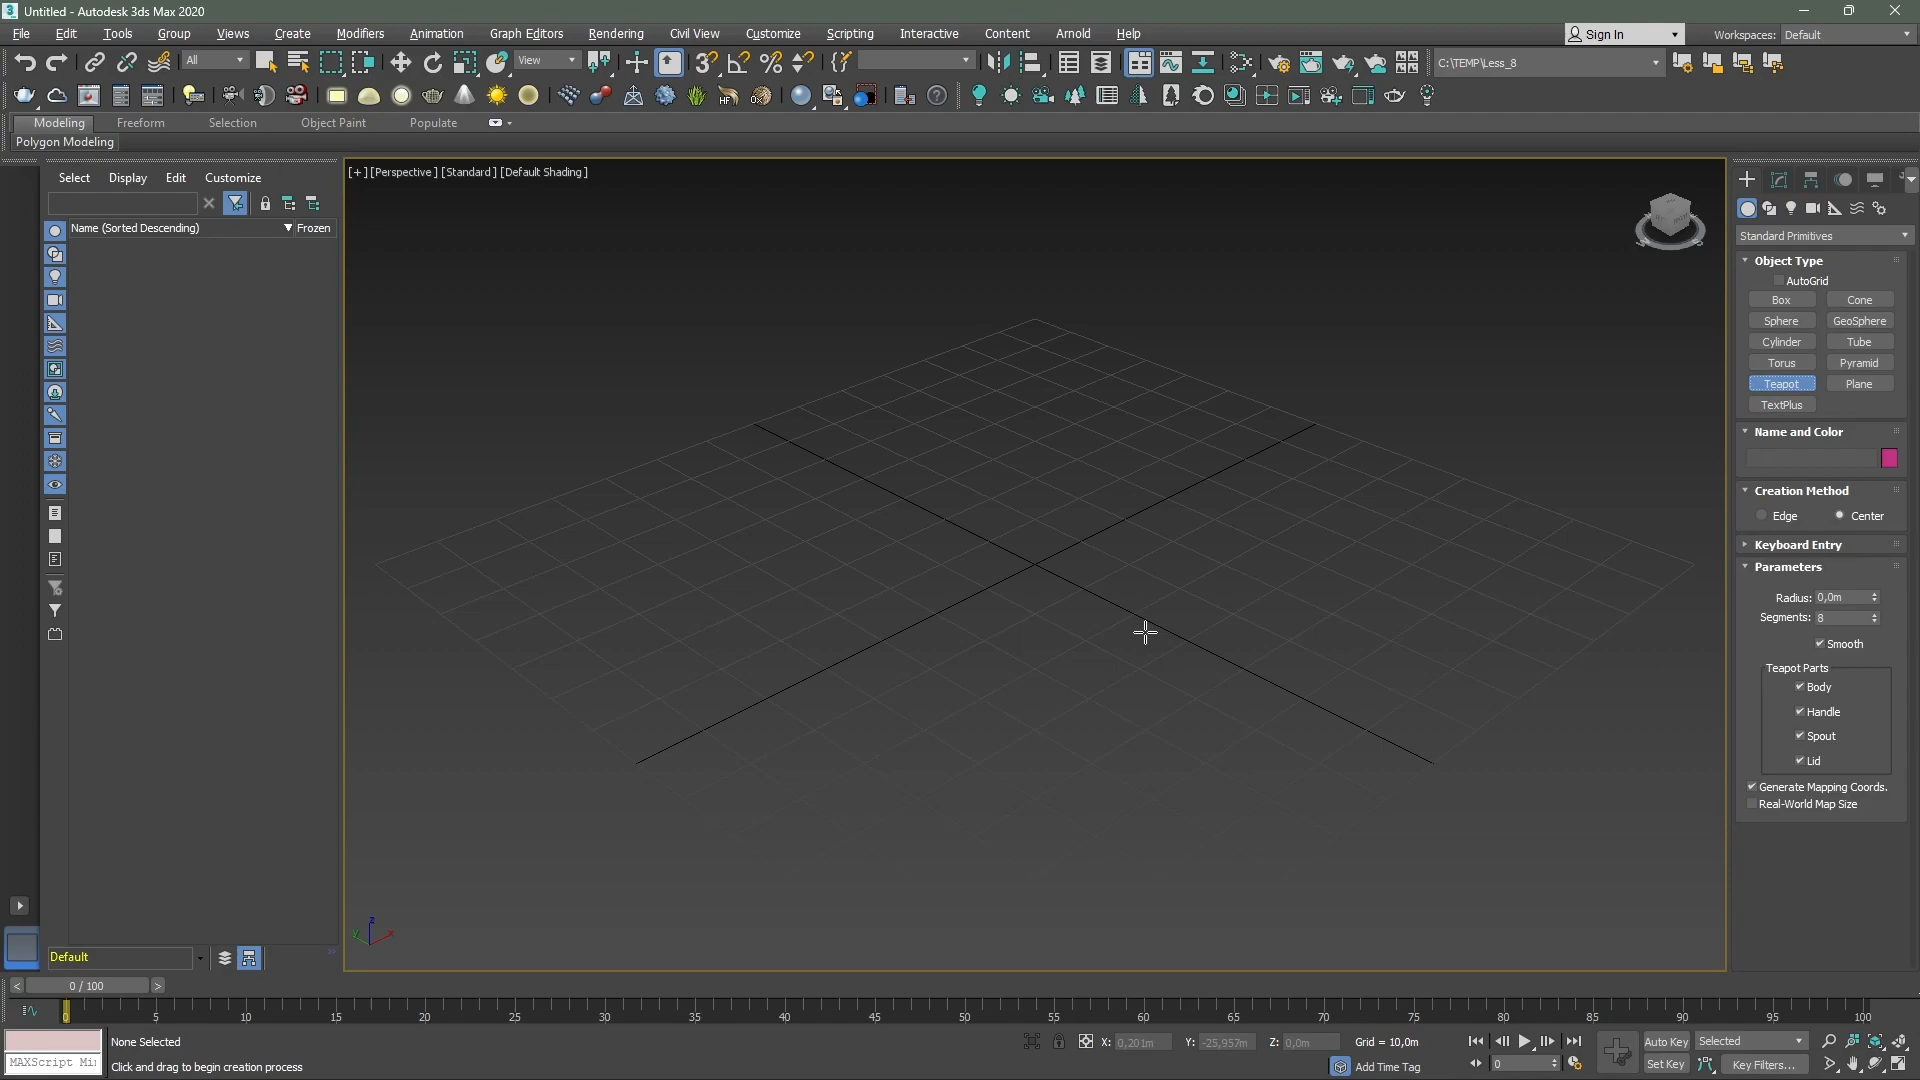 Untitled - Autodesk 3ds Max 2020
File Edit Tools Group Views Create Modifiers Animation Graph Editors Rendering Civil View Customize Scripting Interactive Content Arnold Help
Sign In
Workspaces: Default
All
View
C:\TEMP\Less_8
Modeling Freeform Selection Object Paint Populate
Polygon Modeling
Select Display Edit Customize
Name (Sorted Descending) Frozen
[+] [Perspective ] [Standard ] [Default Shading ]
Standard Primitives
Object Type
AutoGrid
Box Cone
Sphere GeoSphere
Cylinder Tube
Torus Pyramid
Teapot Plane
TextPlus
Name and Color
Creation Method
Edge Center
Keyboard Entry
Parameters
Radius: 0,0m
Segments: 8
Smooth
Teapot Parts
Body
Handle
Spout
Lid
Generate Mapping Coords.
Real-World Map Size
z
y x
Default
< 0 / 100 >
0 5 10 15 20 25 30 35 40 45 50 55 60 65 70 75 80 85 90 95 100
None Selected
X: 0,201m Y: -25,957m Z: 0,0m Grid = 10,0m
Auto Key Selected
MAXScript Mi
Click and drag to begin creation process
Add Time Tag
0
Set Key Key Filters...